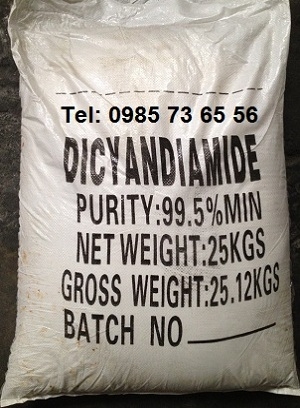 Tel: 0985 73 65 56
DICYANDIAMIDE
PURITY:99.5%MIN
NET WEIGHT:25KGS
GROSS WEIGHT:25.12KGS
BATCH NO